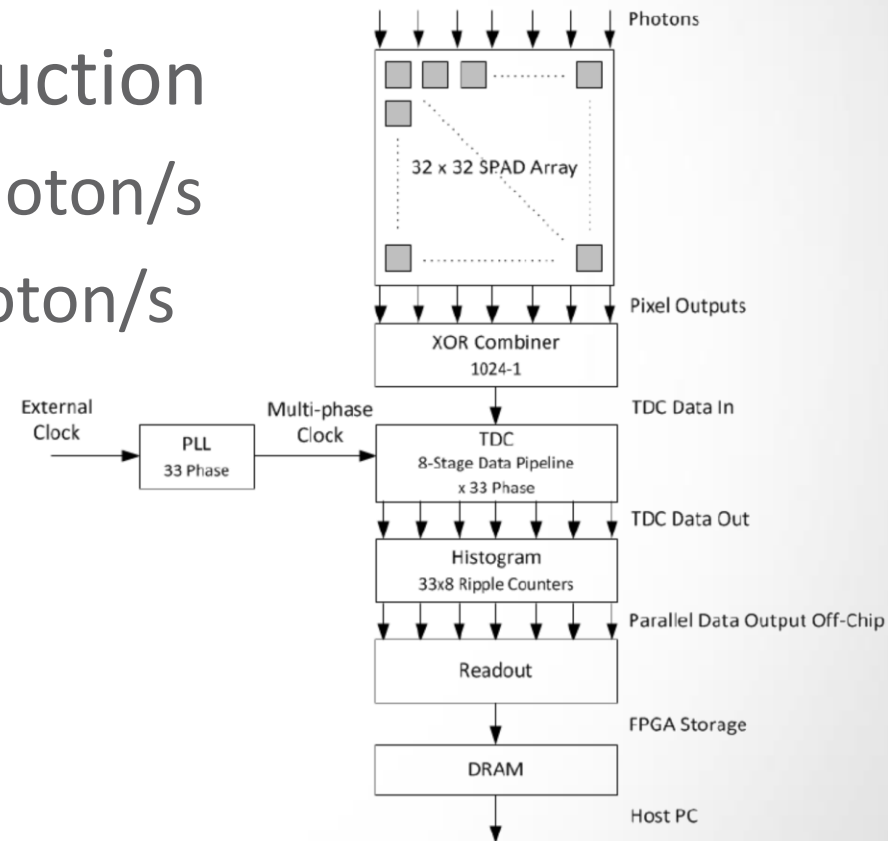 uction
oton/s
oton/s
Photons
32 x 32 SPAD Array
Pixel Outputs
XOR Combiner
1024-1
TDC Data In
External
Clock
PLL
33 Phase
Multi-phase
Clock
TDC
8-Stage Data Pipeline
x 33 Phase
TDC Data Out
Histogram
33x8 Ripple Counters
Parallel Data Output Off-Chip
Readout
FPGA Storage
DRAM
Host PC